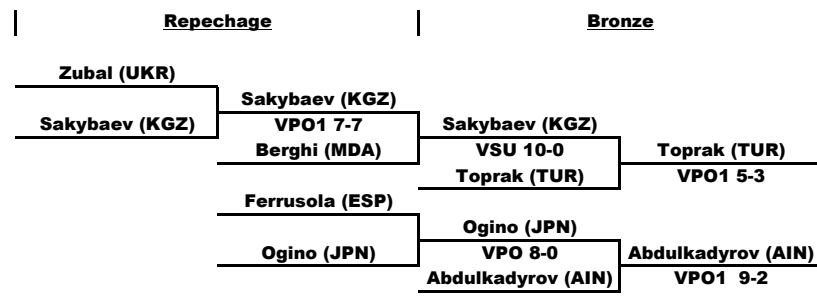 Repechage Bronze
Zubal (UKR)
Sakybaev (KGZ)
Sakybaev (KGZ) VPO1 7-7 Sakybaev (KGZ)
Berghi (MDA) VSU 10-0 Toprak (TUR)
Toprak (TUR) VPO1 5-3
Ferrusola (ESP)
Ogino (JPN)
Ogino (JPN) VPO 8-0 Abdulkadyrov (AIN)
Abdulkadyrov (AIN) VPO1 9-2